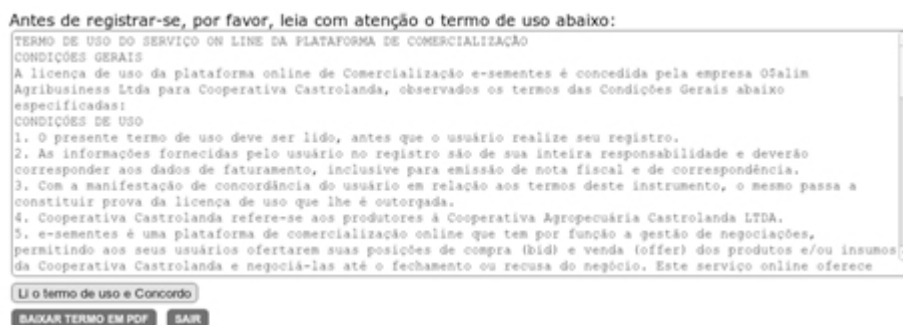 Antes de registrar-se, por favor, leia com atenção o termo de uso abaixo:
TERMO DE USO DO SERVIÇO ON LINE DA PLATAFORMA DE COMERCIALIZAÇÃO
CONDIÇÕES GERAIS
A licença de uso da plataforma online de Comercialização e-sementes é concedida pela empresa OSalim
Agribusiness Ltda para Cooperativa Castrolanda, observados os termos das Condições Gerais abaixo
especificadas:
CONDIÇÕES DE USO
1. O presente termo de uso deve ser lido, antes que o usuário realize seu registro.
2. As informações fornecidas pelo usuário no registro são de sua inteira responsabilidade e deverão
corresponder aos dados de faturamento, inclusive para emissão de nota fiscal e de correspondência.
3. Com a manifestação de concordância do usuário em relação aos termos deste instrumento, o mesmo passa a
constituir prova da licença de uso que lhe é outorgada.
4. Cooperativa Castrolanda refere-se aos produtores à Cooperativa Agropecuária Castrolanda LTDA.
5. e-sementes é uma plataforma de comercialização online que tem por função a gestão de negociações,
permitindo aos seus usuários ofertarem suas posições de compra (bid) e venda (offer) dos produtos e/ou insumos
da Cooperativa Castrolanda e negociá-las até o fechamento ou recusa do negócio. Este serviço online oferece
Li o termo de uso e Concordo
BAIXAR TERMO EM PDF SAIR